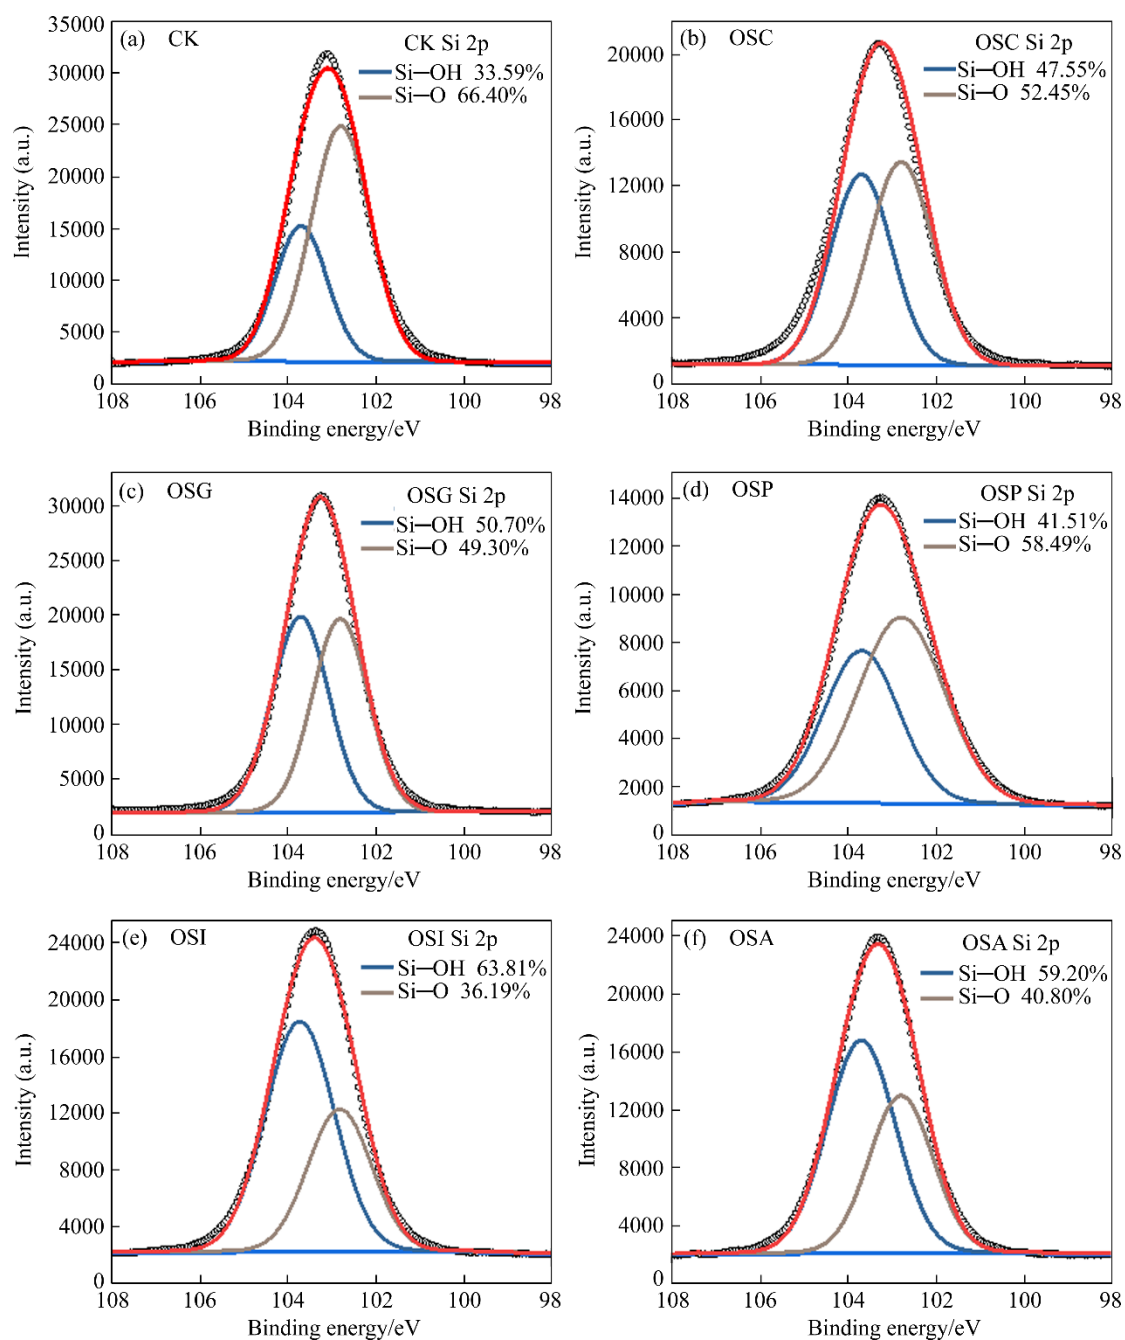 (a) CK
CK Si 2p
Si—OH 33.59%
Si—O 66.40%
35000
30000
25000
20000
15000
10000
5000
0
Intensity (a.u.)
108 106 104 102 100 98
Binding energy/eV
(b) OSC
OSC Si 2p
Si—OH 47.55%
Si—O 52.45%
20000
16000
12000
8000
4000
0
Intensity (a.u.)
108 106 104 102 100 98
Binding energy/eV
(c) OSG
OSG Si 2p
Si—OH 50.70%
Si—O 49.30%
30000
25000
20000
15000
10000
5000
0
Intensity (a.u.)
108 106 104 102 100 98
Binding energy/eV
(d) OSP
OSP Si 2p
Si—OH 41.51%
Si—O 58.49%
14000
12000
10000
8000
6000
4000
2000
0
Intensity (a.u.)
108 106 104 102 100 98
Binding energy/eV
(e) OSI
OSI Si 2p
Si—OH 63.81%
Si—O 36.19%
24000
20000
16000
12000
8000
4000
0
Intensity (a.u.)
108 106 104 102 100 98
Binding energy/eV
(f) OSA
OSA Si 2p
Si—OH 59.20%
Si—O 40.80%
24000
20000
16000
12000
8000
4000
0
Intensity (a.u.)
108 106 104 102 100 98
Binding energy/eV